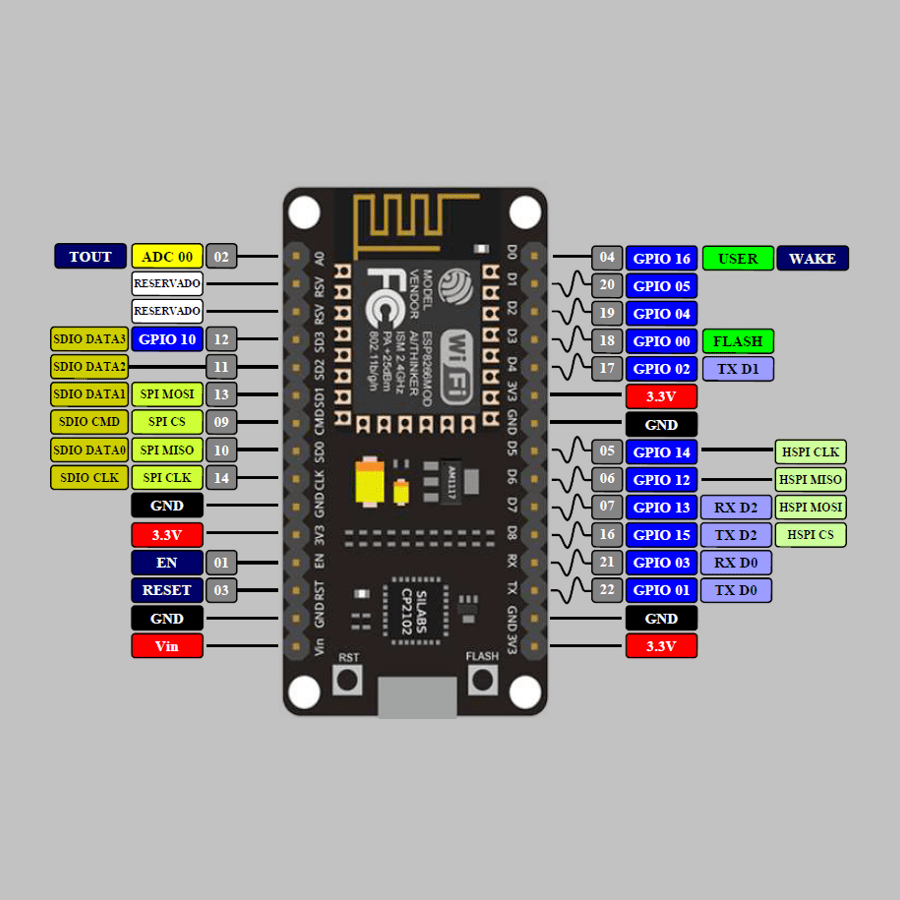 TOUT ADC 00 02
RESERVADO
RESERVADO
SDIO DATA3 GPIO 10 12
SDIO DATA2 11
SDIO DATA1 SPI MOSI 13
SDIO CMD SPI CS 09
SDIO DATA0 SPI MISO 10
SDIO CLK SPI CLK 14
GND
3.3V
EN 01
RESET 03
GND
Vin
A0
RSV
RSV
SD3
SD2
SD1
CMD
SD0
CLK
GND
3V3
EN
RST
GND
Vin
MODEL ESP8266MOD
VENDOR AI/THINKER
ISM 2.4GHz
PA +25dBm
802.11b/g/n
FC
Wi Fi
AM1117
SILABS
CP2102
RST
FLASH
D0
D1
D2
D3
D4
3V3
GND
D5
D6
D7
D8
RX
TX
GND
3V3
04 GPIO 16 USER WAKE
20 GPIO 05
19 GPIO 04
18 GPIO 00 FLASH
17 GPIO 02 TX D1
3.3V
GND
05 GPIO 14 HSPI CLK
06 GPIO 12 HSPI MISO
07 GPIO 13 RX D2 HSPI MOSI
16 GPIO 15 TX D2 HSPI CS
21 GPIO 03 RX D0
22 GPIO 01 TX D0
GND
3.3V